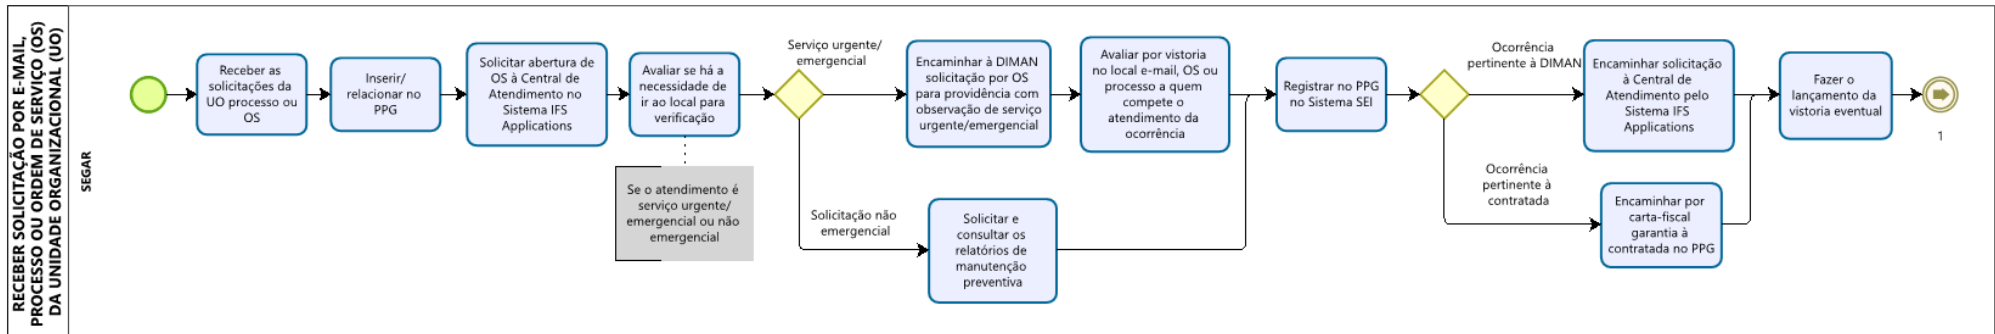 RECEBER SOLICITAÇÃO POR E-MAIL,
PROCESSO OU ORDEM DE SERVIÇO (OS)
DA UNIDADE ORGANIZACIONAL (UO)
SEGAR
Receber as
solicitações da
UO processo ou
OS
Inserir/
relacionar no
PPG
Solicitar abertura de
OS à Central de
Atendimento no
Sistema IFS
Applications
Avaliar se há a
necessidade de
ir ao local para
verificação
Se o atendimento é
serviço urgente/
emergencial ou não
emergencial
Serviço urgente/
emergencial
Solicitação não
emergencial
Encaminhar à DIMAN
solicitação por OS
para providência com
observação de serviço
urgente/emergencial
Avaliar por vistoria
no local e-mail, OS ou
processo a quem
compete o
atendimento da
ocorrência
Solicitar e
consultar os
relatórios de
manutenção
preventiva
Registrar no PPG
no Sistema SEI
Ocorrência
pertinente à DIMAN
Ocorrência
pertinente à
contratada
Encaminhar solicitação
à Central de
Atendimento pelo
Sistema IFS
Applications
Encaminhar por
carta-fiscal
garantia à
contratada no PPG
Fazer o
lançamento da
vistoria eventual
1